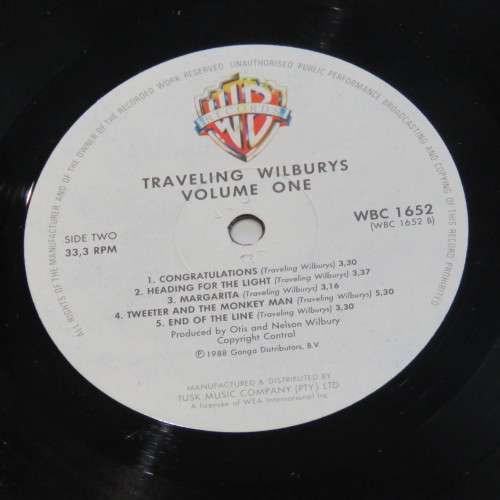 ALL RIGHTS OF THE MANUFACTURER AND OF THE OWNER OF THE RECORDED WORK RESERVED. UNAUTHORISED PUBLIC PERFORMANCE BROADCASTING AND COPYING OF THIS RECORD PROHIBITED
WB
RECORDS
TRAVELING WILBURYS
VOLUME ONE
WBC 1652
(WBC 1652 B)
SIDE TWO
33,3 RPM
1. CONGRATULATIONS (Traveling Wilburys) 3,30
2. HEADING FOR THE LIGHT (Traveling Wilburys) 3,37
3. MARGARITA (Traveling Wilburys) 3,16
4. TWEETER AND THE MONKEY MAN (Traveling Wilburys) 5,30
5. END OF THE LINE (Traveling Wilburys) 3,30
Produced by Otis and Nelson Wilbury
Copyright Control
℗ 1988 Ganga Distributors, B.V
MANUFACTURED & DISTRIBUTED BY
TUSK MUSIC COMPANY (PTY) LTD
A licensee of WEA International Inc